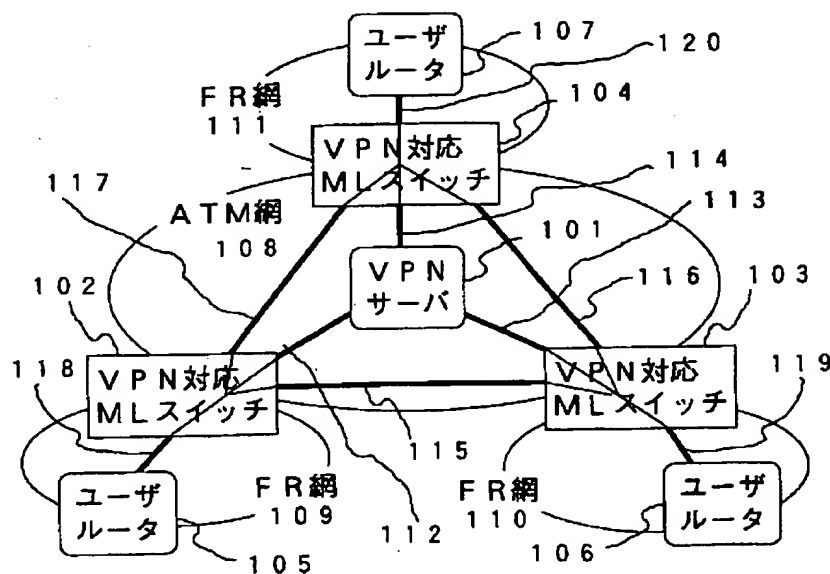 ユーザ
ルータ
107
120
FR網
111
104
VPN対応
MLスイッチ
114
117
113
ATM網
108
101
VPN
サーバ
102
103
116
118
VPN対応
MLスイッチ
VPN対応
MLスイッチ
119
115
ユーザ
ルータ
FR網
109
112
FR網
110
ユーザ
ルータ
105
106